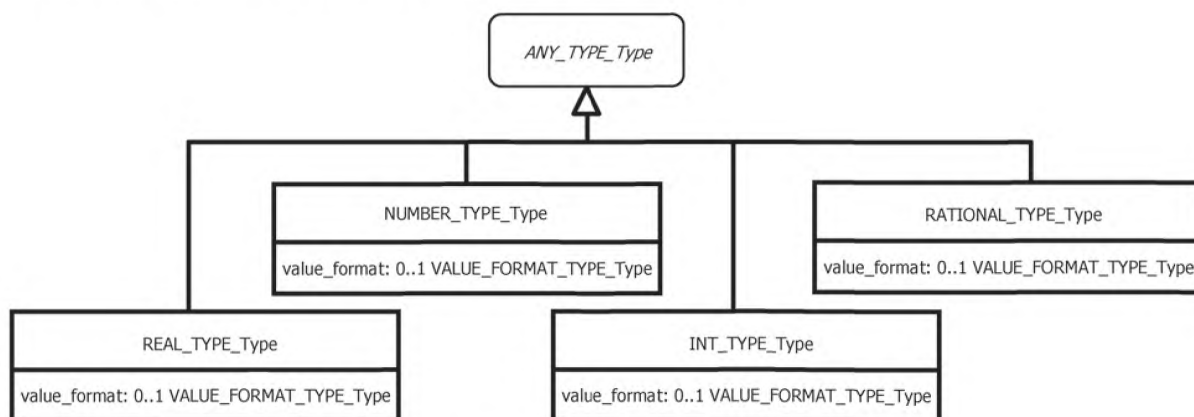 ANY_TYPE_Type
NUMBER_TYPE_Type
value_format: 0..1 VALUE_FORMAT_TYPE_Type
RATIONAL_TYPE_Type
value_format: 0..1 VALUE_FORMAT_TYPE_Type
REAL_TYPE_Type
value_format: 0..1 VALUE_FORMAT_TYPE_Type
INT_TYPE_Type
value_format: 0..1 VALUE_FORMAT_TYPE_Type